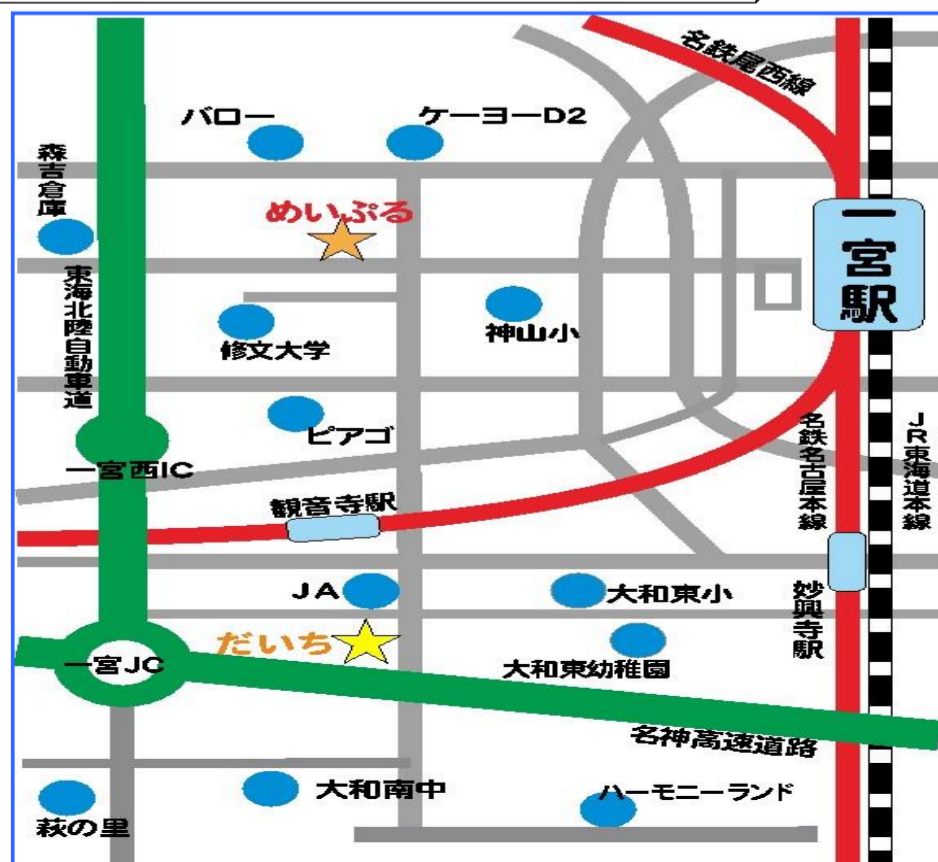 名鉄尾西線
バロー
ケーヨーD2
森吉倉庫
めいぷる
一宮駅
東海北陸自動車道
修文大学
神山小
ピアゴ
名鉄名古屋本線
JR東海道本線
一宮西IC
観音寺駅
JA
大和東小
妙興寺駅
だいち
一宮JC
大和東幼稚園
名神高速道路
大和南中
ハーモニーランド
萩の里